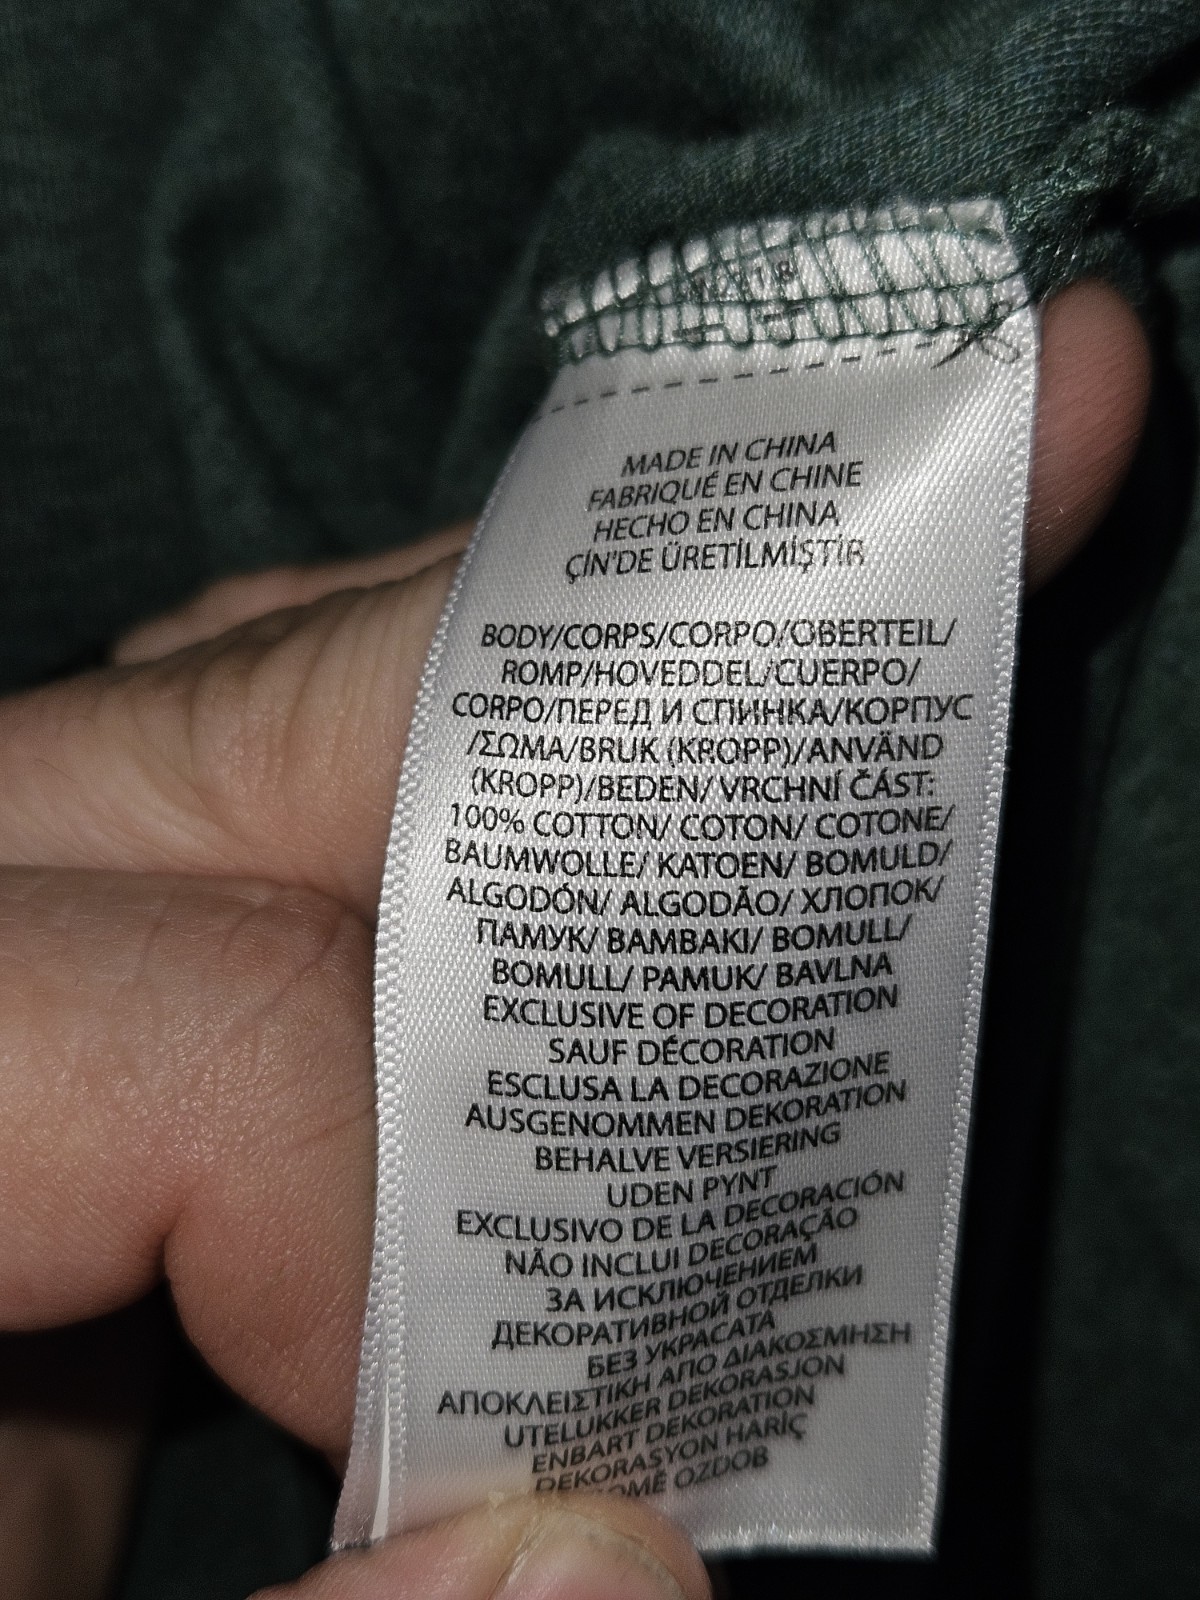 MADE IN CHINA
FABRIQUÉ EN CHINE
HECHO EN CHINA
ÇİN'DE ÜRETİLMİŞTİR
BODY/CORPS/CORPO/OBERTEIL/
ROMP/HOVEDDEL/CUERPO/
CORPO/ПЕРЕД И СПИНКА/КОРПУС
/ΣΩΜΑ/BRUK (KROPP)/ANVÄND
(KROPP)/BEDEN/ VRCHNÍ ČÁST:
100% COTTON/ COTON/ COTONE/
BAUMWOLLE/ KATOEN/ BOMULD/
ALGODÓN/ ALGODÃO/ ХЛОПОК/
ПАМУК/ ΒΑΜΒΑΚΙ/ BOMULL/
BOMULL/ PAMUK/ BAVLNA
EXCLUSIVE OF DECORATION
SAUF DÉCORATION
ESCLUSA LA DECORAZIONE
AUSGENOMMEN DEKORATION
BEHALVE VERSIERING
UDEN PYNT
EXCLUSIVO DE LA DECORACIÓN
NÃO INCLUI DECORAÇÃO
ЗА ИСКЛЮЧЕНИЕМ
ДЕКОРАТИВНОЙ ОТДЕЛКИ
БЕЗ УКРАСАТА
ΑΠΟΚΛΕΙΣΤΙΚΗ ΑΠΟ ΔΙΑΚΟΣΜΗΣΗ
UTELUKKER DEKORASJON
ENBART DEKORATION
DEKORASYON HARİÇ
OZDOB